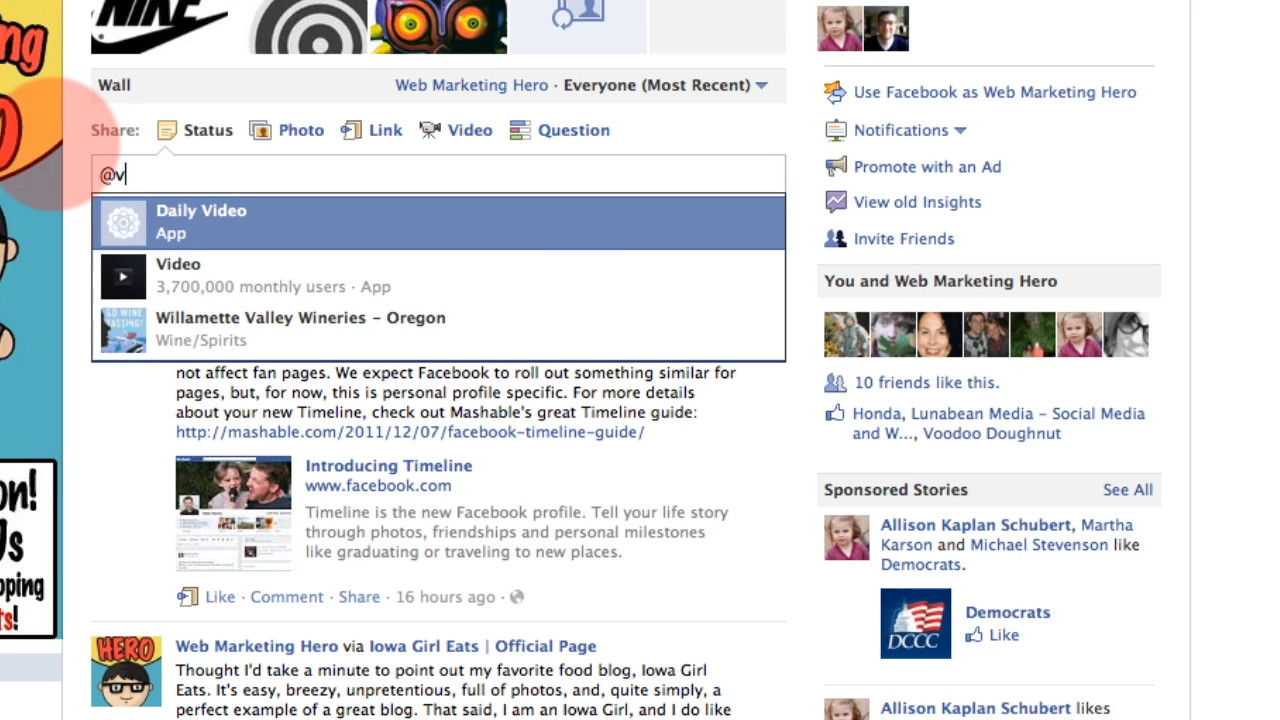 NIKE
Wall
Web Marketing Hero · Everyone (Most Recent)
Share: Status Photo Link Video Question
@v
Daily Video
App
Video
3,700,000 monthly users · App
GO WINE
TASTING!
Willamette Valley Wineries – Oregon
Wine/Spirits
not affect fan pages. We expect Facebook to roll out something similar for
pages, but, for now, this is personal profile specific. For more details
about your new Timeline, check out Mashable's great Timeline guide:
http://mashable.com/2011/12/07/facebook-timeline-guide/
Introducing Timeline
www.facebook.com
Timeline is the new Facebook profile. Tell your life story
through photos, friendships and personal milestones
like graduating or traveling to new places.
Like · Comment · Share · 16 hours ago ·
HERO
Web Marketing Hero via Iowa Girl Eats | Official Page
Thought I'd take a minute to point out my favorite food blog, Iowa Girl
Eats. It's easy, breezy, unpretentious, full of photos, and, quite simply, a
perfect example of a great blog. That said, I am an Iowa Girl, and I do like
Use Facebook as Web Marketing Hero
Notifications
Promote with an Ad
View old Insights
Invite Friends
You and Web Marketing Hero
10 friends like this.
Honda, Lunabean Media – Social Media
and W..., Voodoo Doughnut
Sponsored Stories See All
Allison Kaplan Schubert, Martha
Karson and Michael Stevenson like
Democrats.
DCCC
Democrats
Like
Allison Kaplan Schubert likes